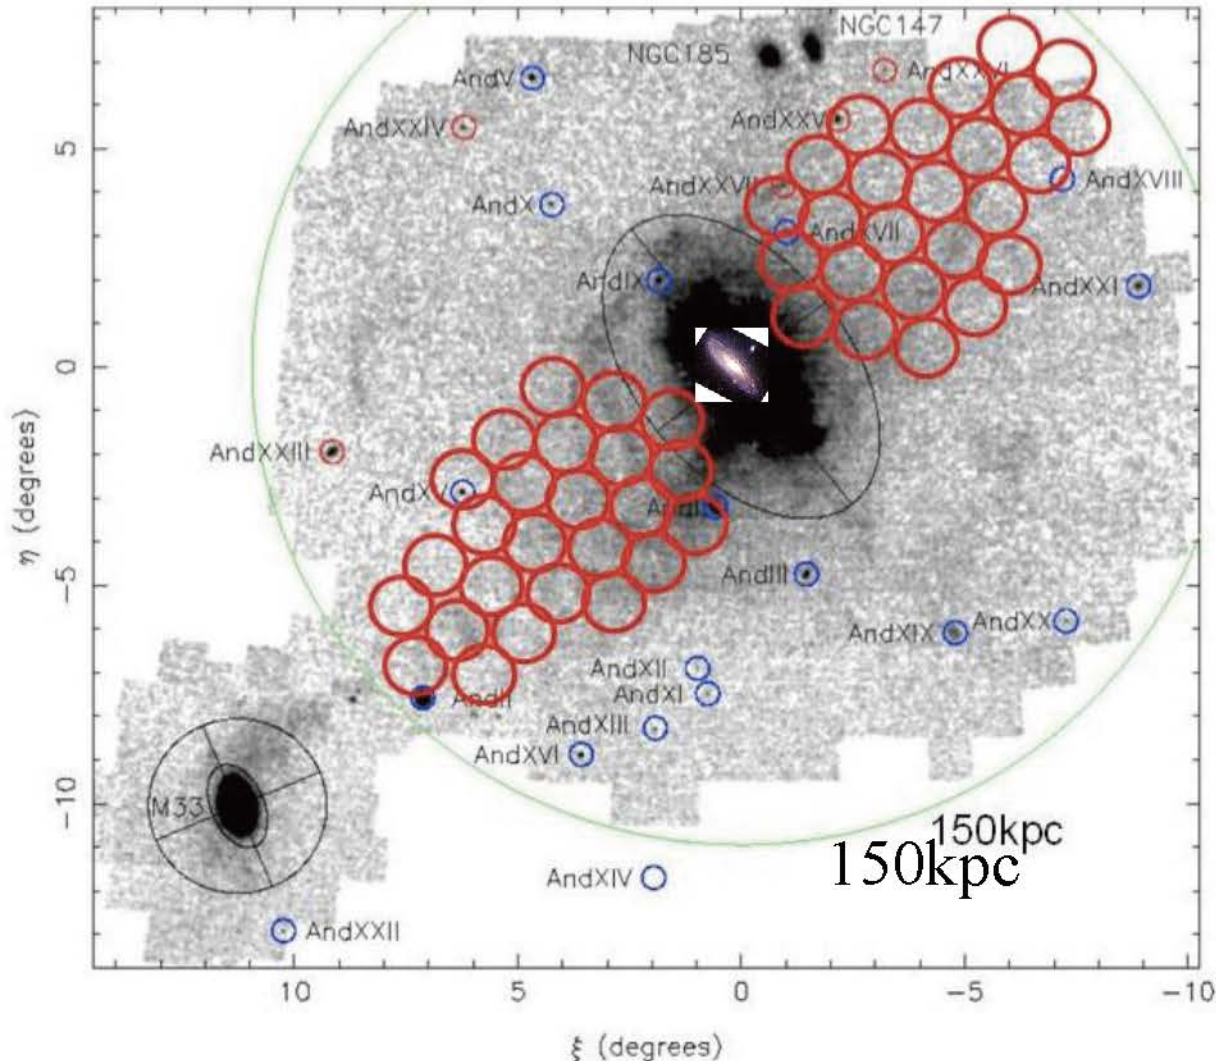 NGC147
NGC185
AndXXVI
AndV
AndXXIV
AndXXV
AndXXVII
AndXVIII
AndX
AndXVII
AndIX
AndXXI
AndXXIII
AndXV
AndI
AndIII
AndXIX
AndXX
AndXII
AndXI
AndII
AndXIII
AndXVI
M33
150kpc
150kpc
AndXIV
AndXXII
5
0
−5
−10
η (degrees)
10 5 0 −5 −10
ξ (degrees)